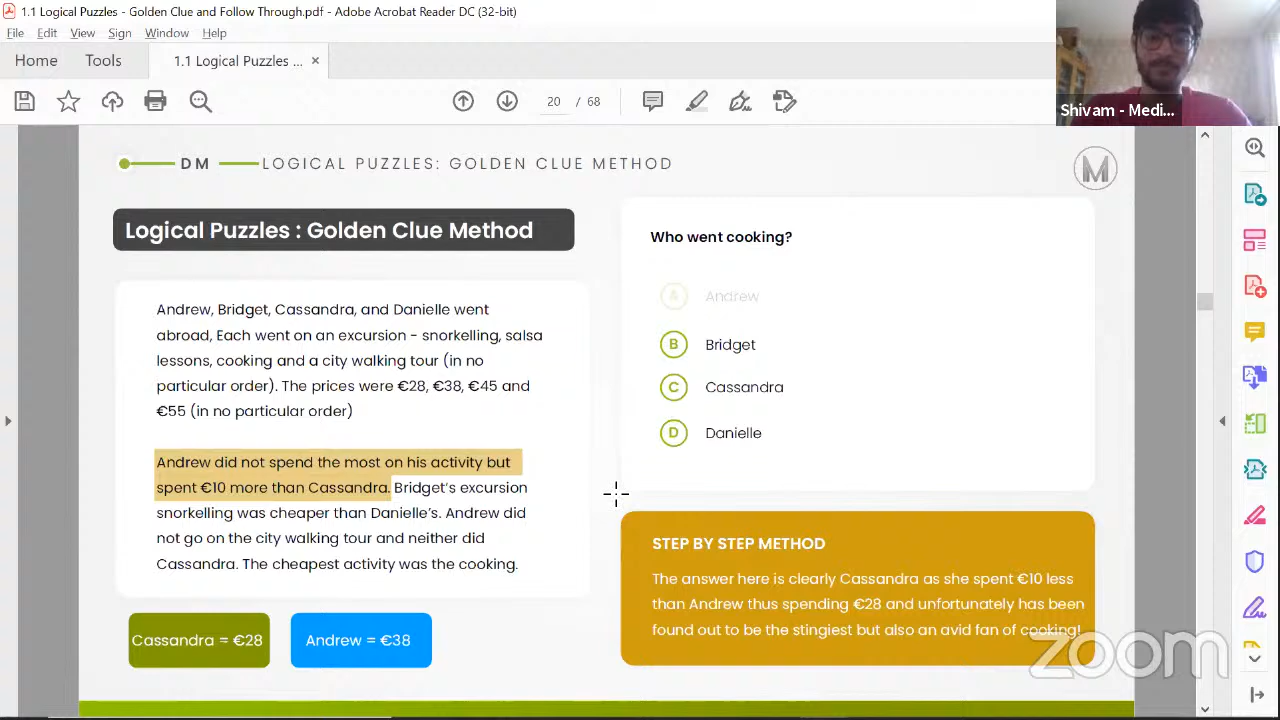 1.1 Logical Puzzles - Golden Clue and Follow Through.pdf - Adobe Acrobat Reader DC (32-bit)
File Edit View Sign Window Help
Home Tools 1.1 Logical Puzzles ... ×
20 / 68
Shivam - Medi...
DM LOGICAL PUZZLES: GOLDEN CLUE METHOD
M
Logical Puzzles : Golden Clue Method
Andrew, Bridget, Cassandra, and Danielle went
abroad, Each went on an excursion - snorkelling, salsa
lessons, cooking and a city walking tour (in no
particular order). The prices were €28, €38, €45 and
€55 (in no particular order)
Andrew did not spend the most on his activity but
spent €10 more than Cassandra. Bridget's excursion
snorkelling was cheaper than Danielle's. Andrew did
not go on the city walking tour and neither did
Cassandra. The cheapest activity was the cooking.
Cassandra = €28
Andrew = €38
Who went cooking?
A Andrew
B Bridget
C Cassandra
D Danielle
STEP BY STEP METHOD
The answer here is clearly Cassandra as she spent €10 less
than Andrew thus spending €28 and unfortunately has been
found out to be the stingiest but also an avid fan of cooking!
zoom